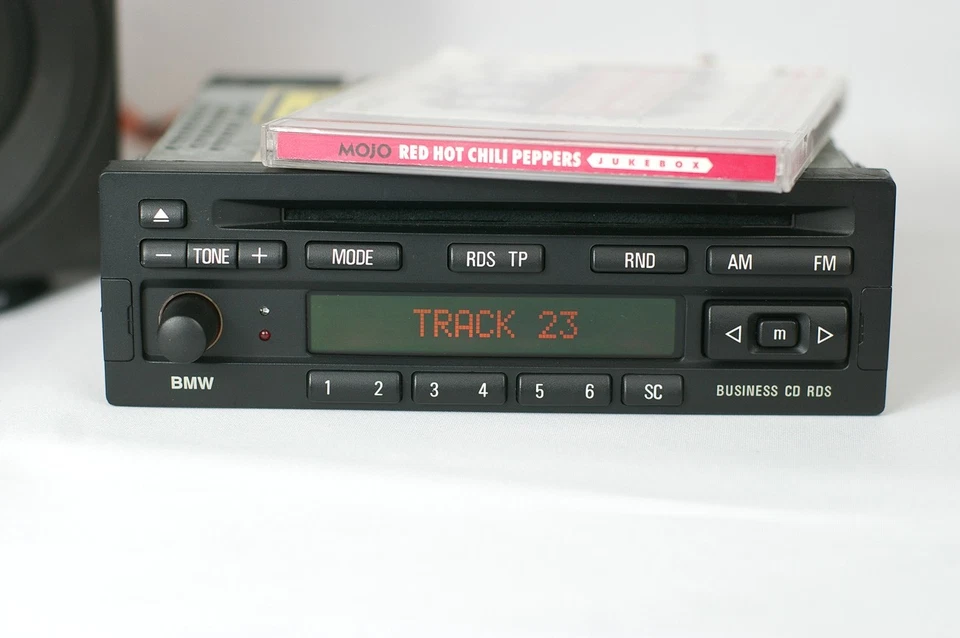 MOJO RED HOT CHILI PEPPERS JUKEBOX
− TONE + MODE RDS TP RND AM FM
TRACK 23
m
BMW
1 2 3 4 5 6 SC
BUSINESS CD RDS